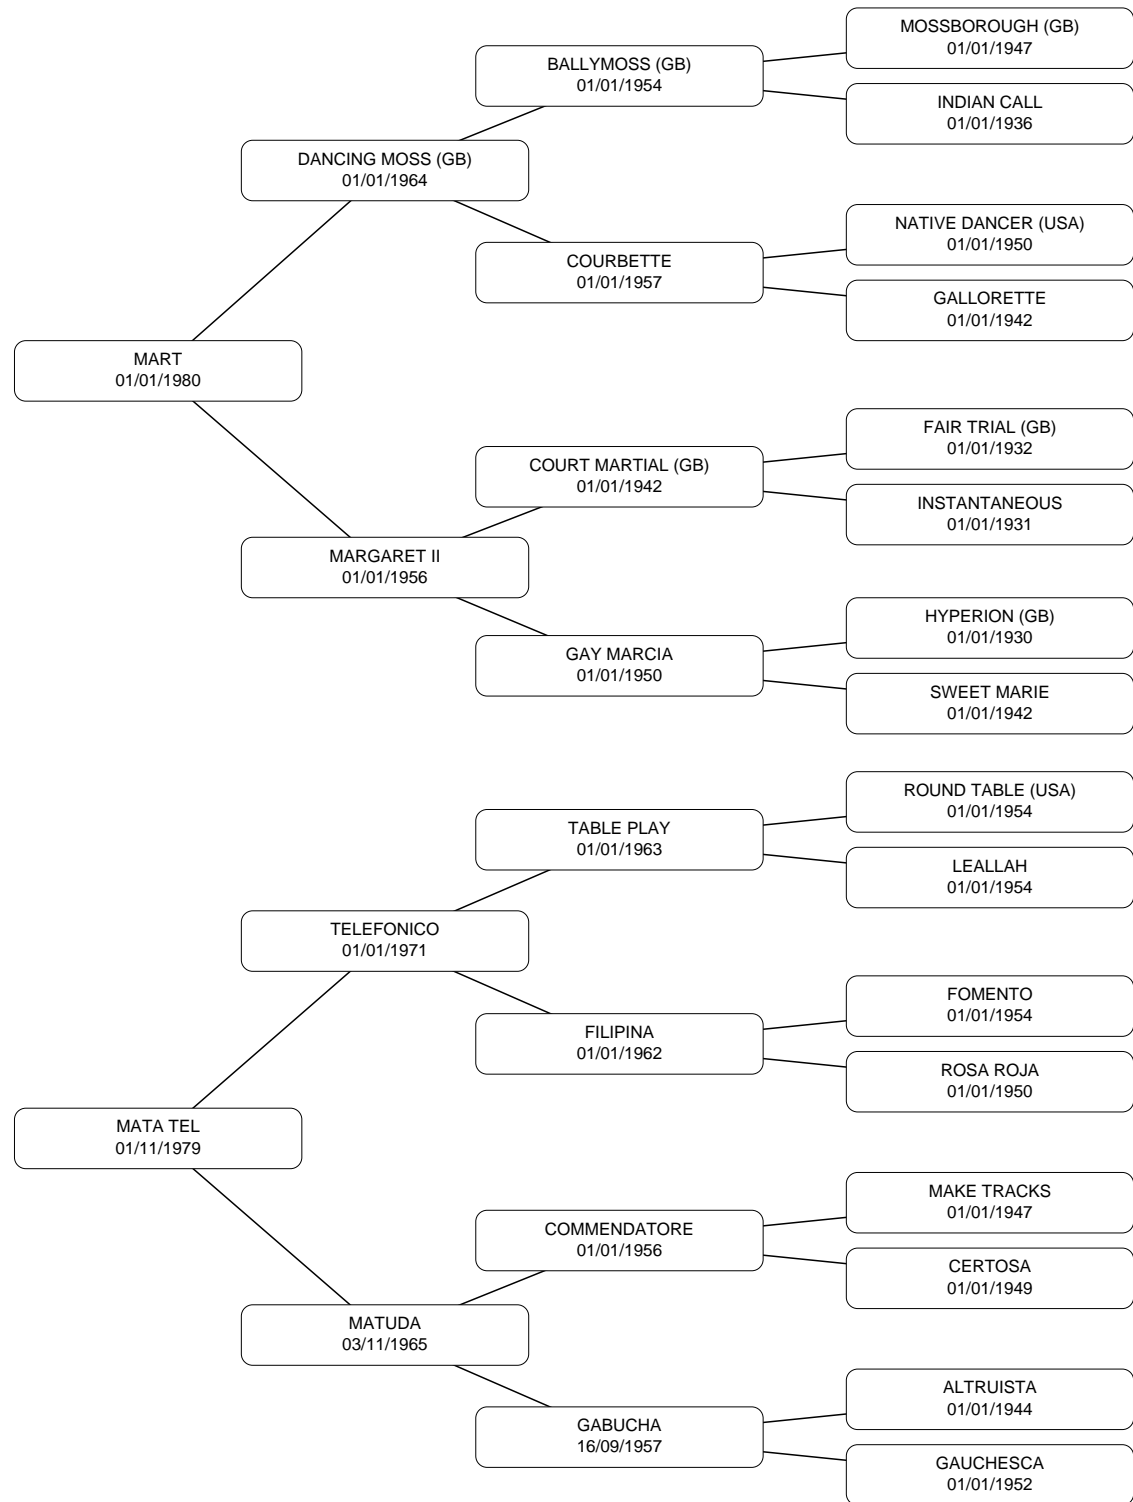 MOSSBOROUGH (GB)
01/01/1947
BALLYMOSS (GB)
01/01/1954
INDIAN CALL
01/01/1936
DANCING MOSS (GB)
01/01/1964
NATIVE DANCER (USA)
01/01/1950
COURBETTE
01/01/1957
GALLORETTE
01/01/1942
MART
01/01/1980
FAIR TRIAL (GB)
01/01/1932
COURT MARTIAL (GB)
01/01/1942
INSTANTANEOUS
01/01/1931
MARGARET II
01/01/1956
HYPERION (GB)
01/01/1930
GAY MARCIA
01/01/1950
SWEET MARIE
01/01/1942
ROUND TABLE (USA)
01/01/1954
TABLE PLAY
01/01/1963
LEALLAH
01/01/1954
TELEFONICO
01/01/1971
FOMENTO
01/01/1954
FILIPINA
01/01/1962
ROSA ROJA
01/01/1950
MATA TEL
01/11/1979
MAKE TRACKS
01/01/1947
COMMENDATORE
01/01/1956
CERTOSA
01/01/1949
MATUDA
03/11/1965
ALTRUISTA
01/01/1944
GABUCHA
16/09/1957
GAUCHESCA
01/01/1952